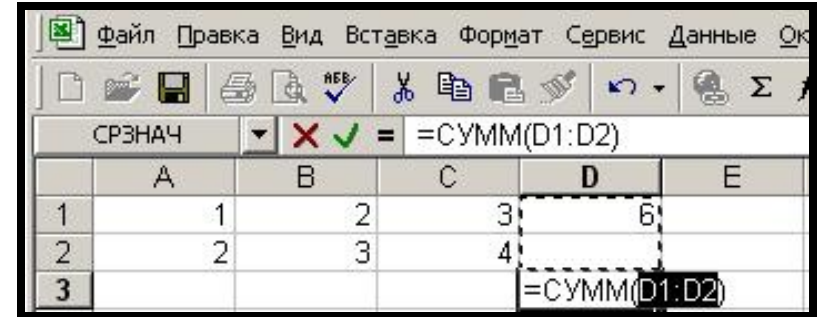 Файл Правка Вид Вставка Формат Сервис Данные
СРЗНАЧ = =СУММ(D1:D2)
A B C D E
1 1 2 3 6
2 2 3 4
3 =СУММ(D1:D2)